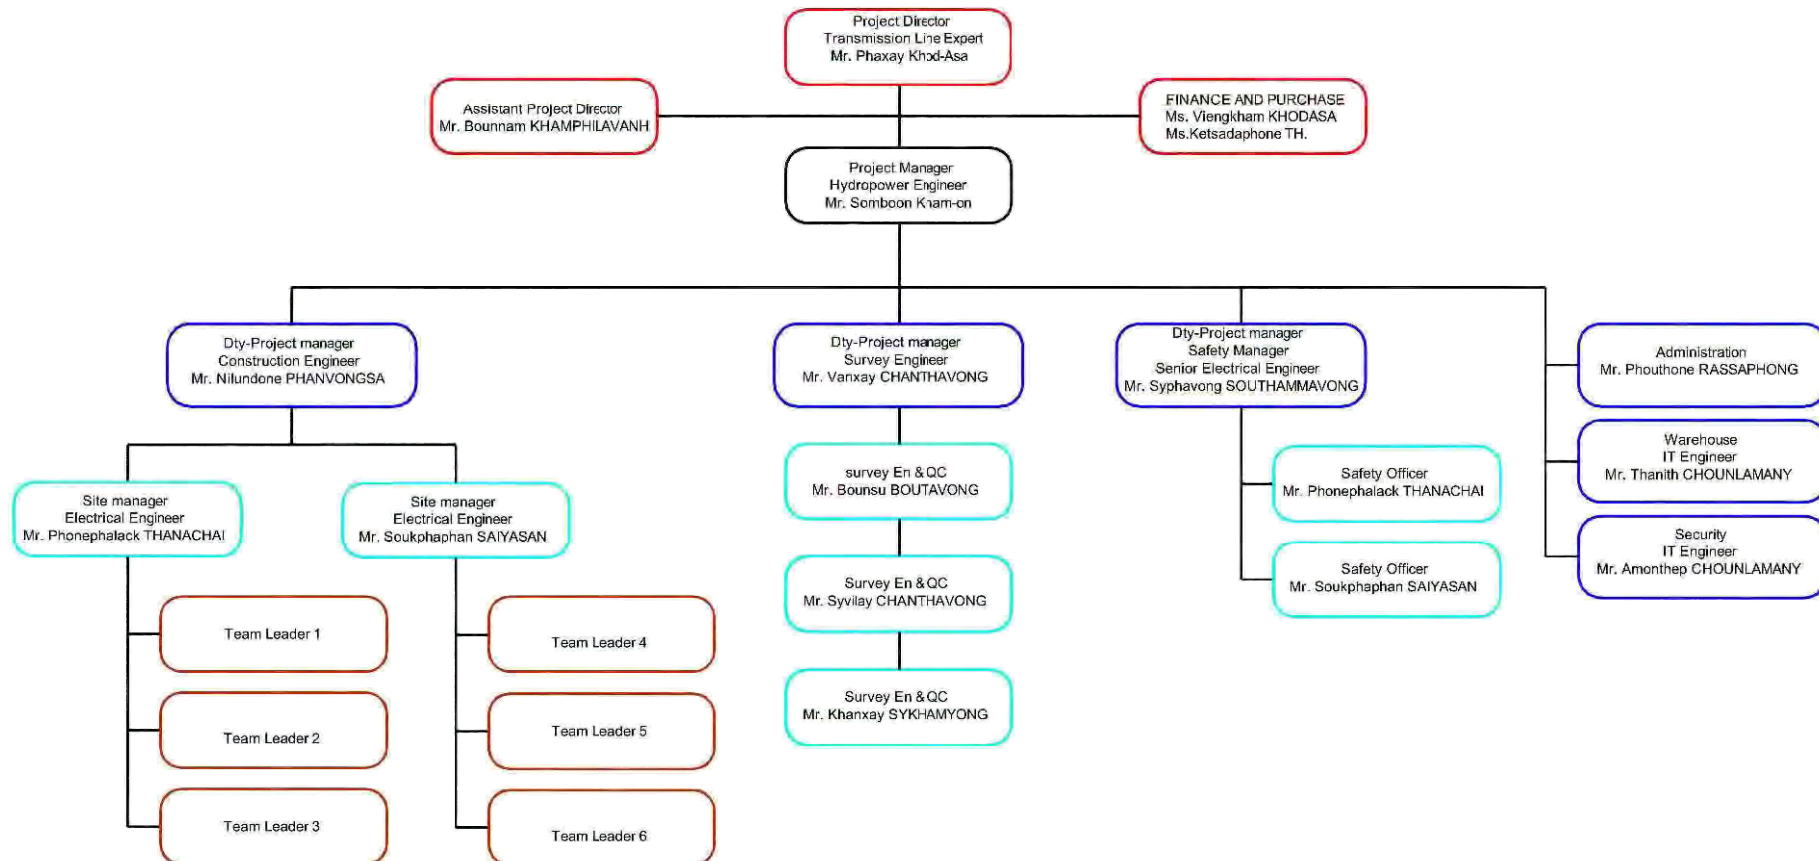 Project Director
Transmission Line Expert
Mr. Phaxay Khod-Asa
Assistant Project Director
Mr. Bounnam KHAMPHILAVANH
FINANCE AND PURCHASE
Ms. Viengkham KHODASA
Ms.Ketsadaphone TH.
Project Manager
Hydropower Engineer
Mr. Somboon Kham-on
Dty-Project manager
Construction Engineer
Mr. Nilundone PHANVONGSA
Dty-Project manager
Survey Engineer
Mr. Vanxay CHANTHAVONG
Dty-Project manager
Safety Manager
Senior Electrical Engineer
Mr. Syphavong SOUTHAMMAVONG
Administration
Mr. Phouthone RASSAPHONG
Warehouse
IT Engineer
Mr. Thanith CHOUNLAMANY
Security
IT Engineer
Mr. Amonthep CHOUNLAMANY
Site manager
Electrical Engineer
Mr. Phonephalack THANACHAI
Site manager
Electrical Engineer
Mr. Soukphaphan SAIYASAN
survey En & QC
Mr. Bounsu BOUTAVONG
Survey En & QC
Mr. Syvilay CHANTHAVONG
Survey En & QC
Mr. Khanxay SYKHAMYONG
Safety Officer
Mr. Phonephalack THANACHAI
Safety Officer
Mr. Soukphaphan SAIYASAN
Team Leader 1
Team Leader 2
Team Leader 3
Team Leader 4
Team Leader 5
Team Leader 6